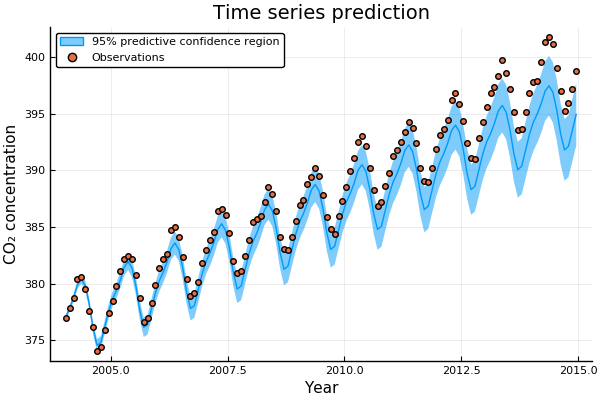 Time series prediction
95% predictive confidence region
Observations
CO₂ concentration
400
395
390
385
380
375
2005.0 2007.5 2010.0 2012.5 2015.0
Year